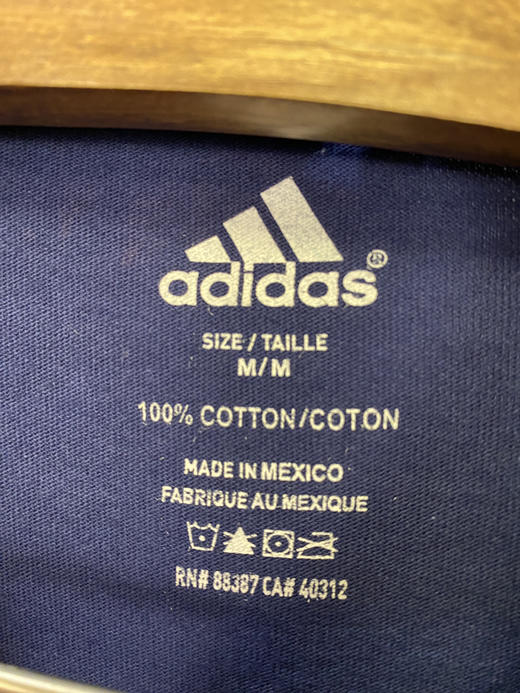 adidas®
SIZE / TAILLE
M/M
100% COTTON/COTON
MADE IN MEXICO
FABRIQUE AU MEXIQUE
RN# 88387 CA# 40312